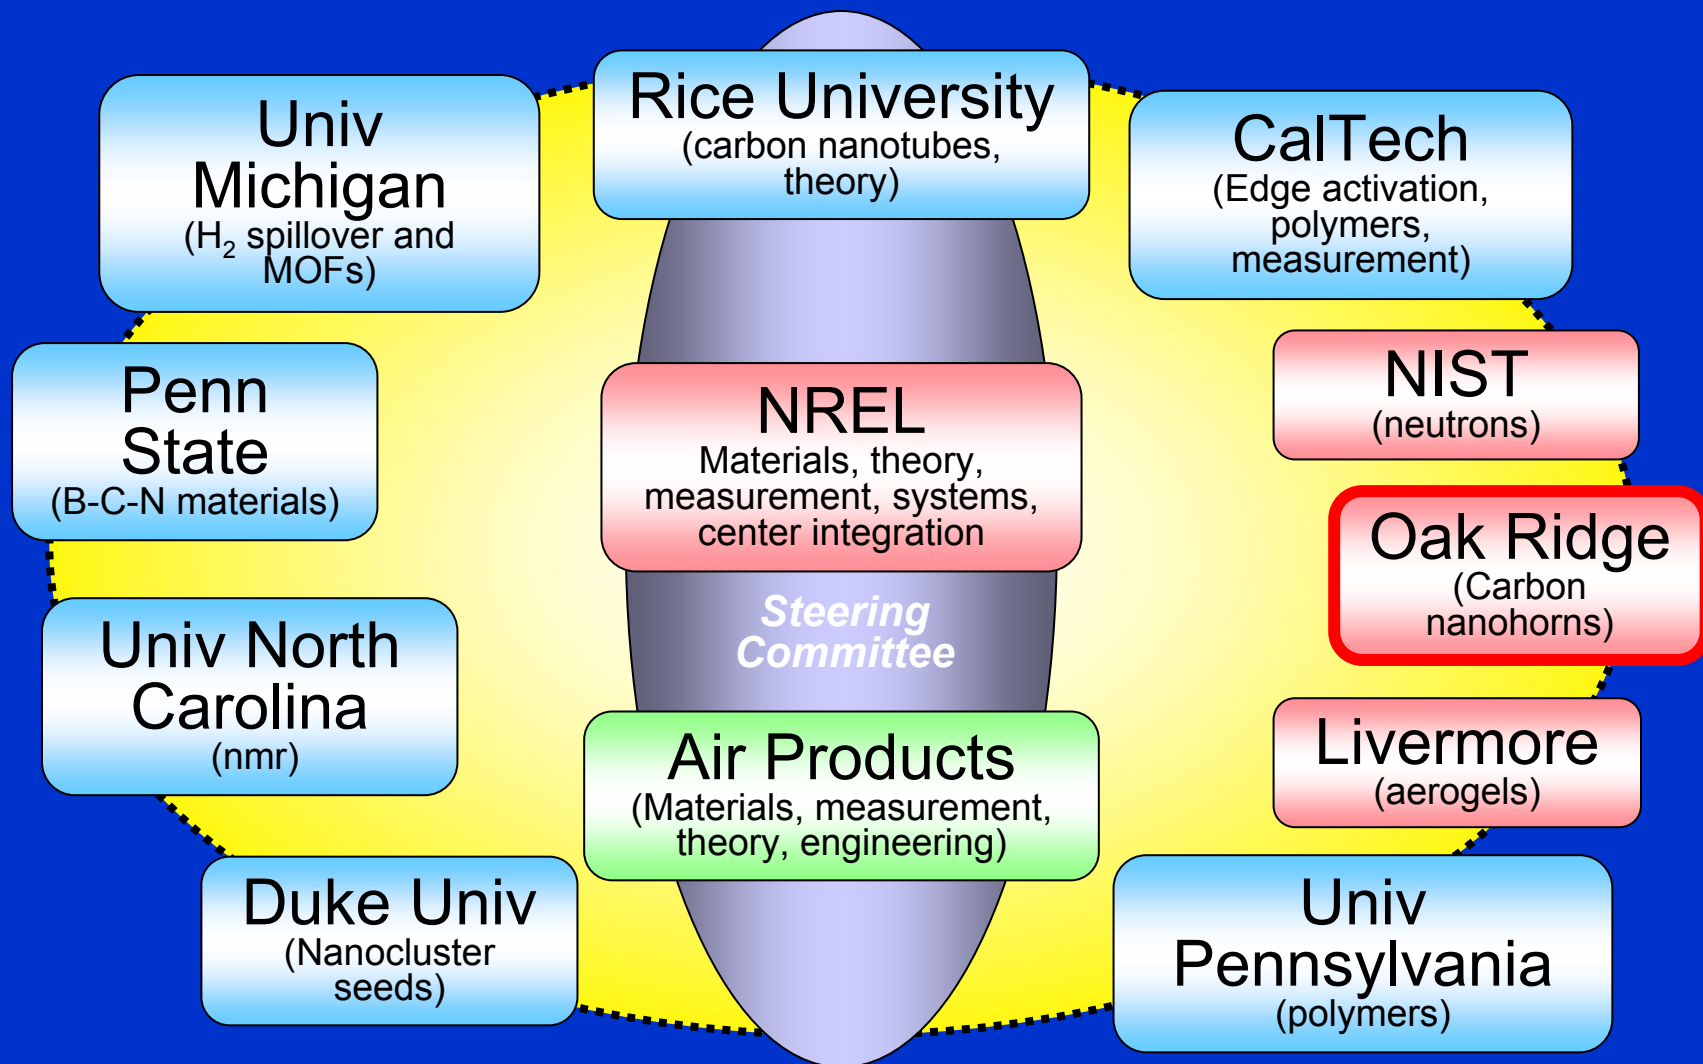 Univ
Michigan
(H₂ spillover and
MOFs)
Rice University
(carbon nanotubes,
theory)
CalTech
(Edge activation,
polymers,
measurement)
Penn
State
(B-C-N materials)
NREL
Materials, theory,
measurement, systems,
center integration
NIST
(neutrons)
Oak Ridge
(Carbon
nanohorns)
Steering
Committee
Univ North
Carolina
(nmr)
Air Products
(Materials, measurement,
theory, engineering)
Livermore
(aerogels)
Duke Univ
(Nanocluster
seeds)
Univ
Pennsylvania
(polymers)